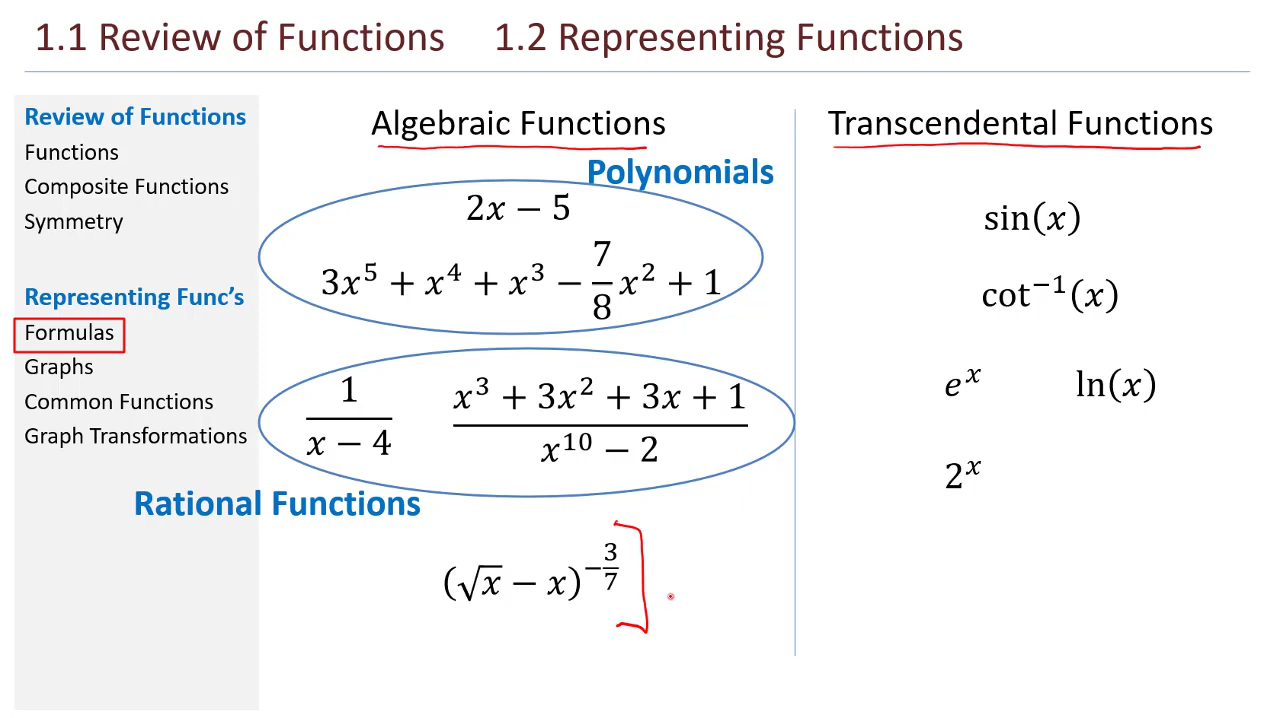 1.1 Review of Functions 1.2 Representing Functions
Review of Functions
Functions
Composite Functions
Symmetry
Representing Func's
Formulas
Graphs
Common Functions
Graph Transformations
Algebraic Functions
Polynomials
2x − 5
3x⁵ + x⁴ + x³ − 7/8 x² + 1
1/(x − 4) (x³ + 3x² + 3x + 1)/(x¹⁰ − 2)
Rational Functions
(√x − x)^(−3/7)
Transcendental Functions
sin(x)
cot⁻¹(x)
eˣ ln(x)
2ˣ